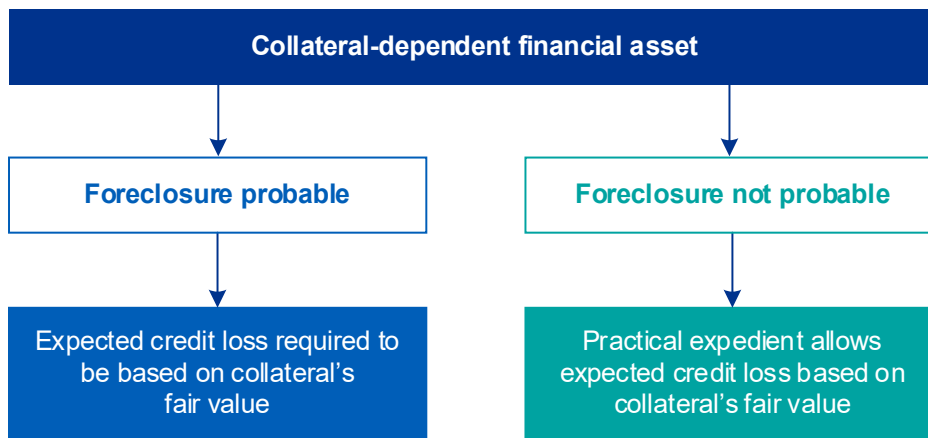 Collateral-dependent financial asset
Foreclosure probable
Foreclosure not probable
Expected credit loss required to
be based on collateral’s
fair value
Practical expedient allows
expected credit loss based on
collateral’s fair value